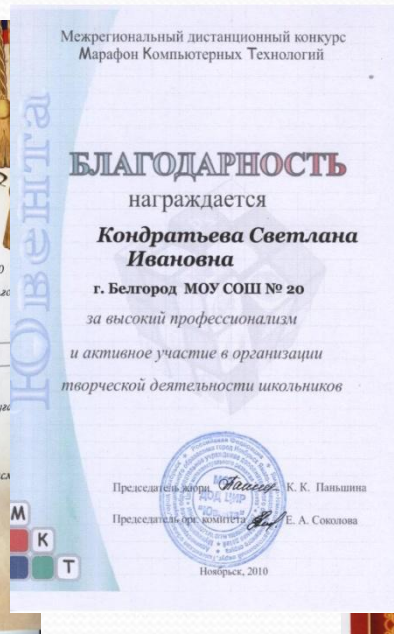 Межрегиональный дистанционный конкурс
Марафон Компьютерных Технологий
Ювента
БЛАГОДАРНОСТЬ
награждается
Кондратьева Светлана
Ивановна
г. Белгород МОУ СОШ № 20
за высокий профессионализм
и активное участие в организации
творческой деятельности школьников
Председатель жюри К. К. Паньшина
Председатель орг. комитета Е. А. Соколова
М
К
Т
Ноябрьск, 2010